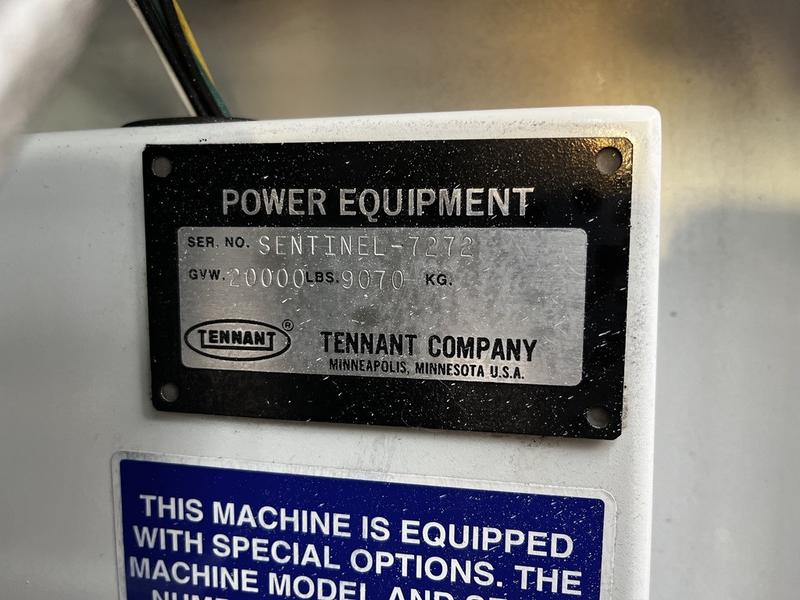 POWER EQUIPMENT
SER. NO. SENTINEL-7272
GVW. 20000 LBS. 9070 KG.
TENNANT ®
TENNANT COMPANY
MINNEAPOLIS, MINNESOTA U.S.A.
THIS MACHINE IS EQUIPPED
WITH SPECIAL OPTIONS. THE
MACHINE MODEL AND